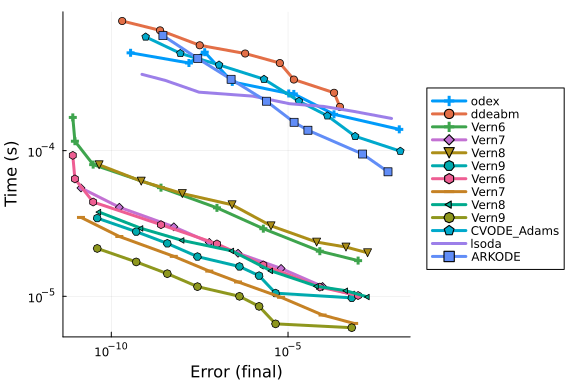 Time (s)
10⁻⁴
10⁻⁵
10⁻¹⁰
10⁻⁵
Error (final)
odex
ddeabm
Vern6
Vern7
Vern8
Vern9
Vern6
Vern7
Vern8
Vern9
CVODE_Adams
lsoda
ARKODE